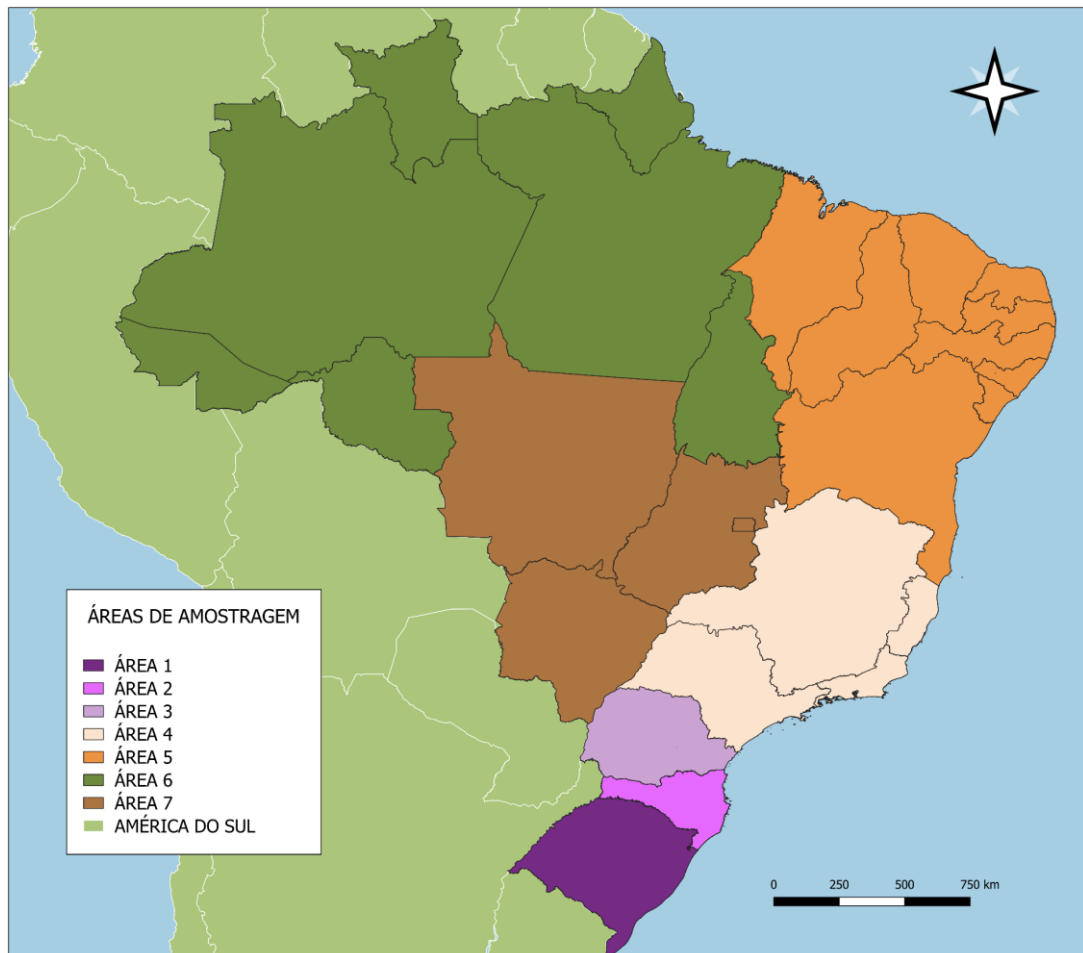 ÁREAS DE AMOSTRAGEM
ÁREA 1
ÁREA 2
ÁREA 3
ÁREA 4
ÁREA 5
ÁREA 6
ÁREA 7
AMÉRICA DO SUL
0 250 500 750 km